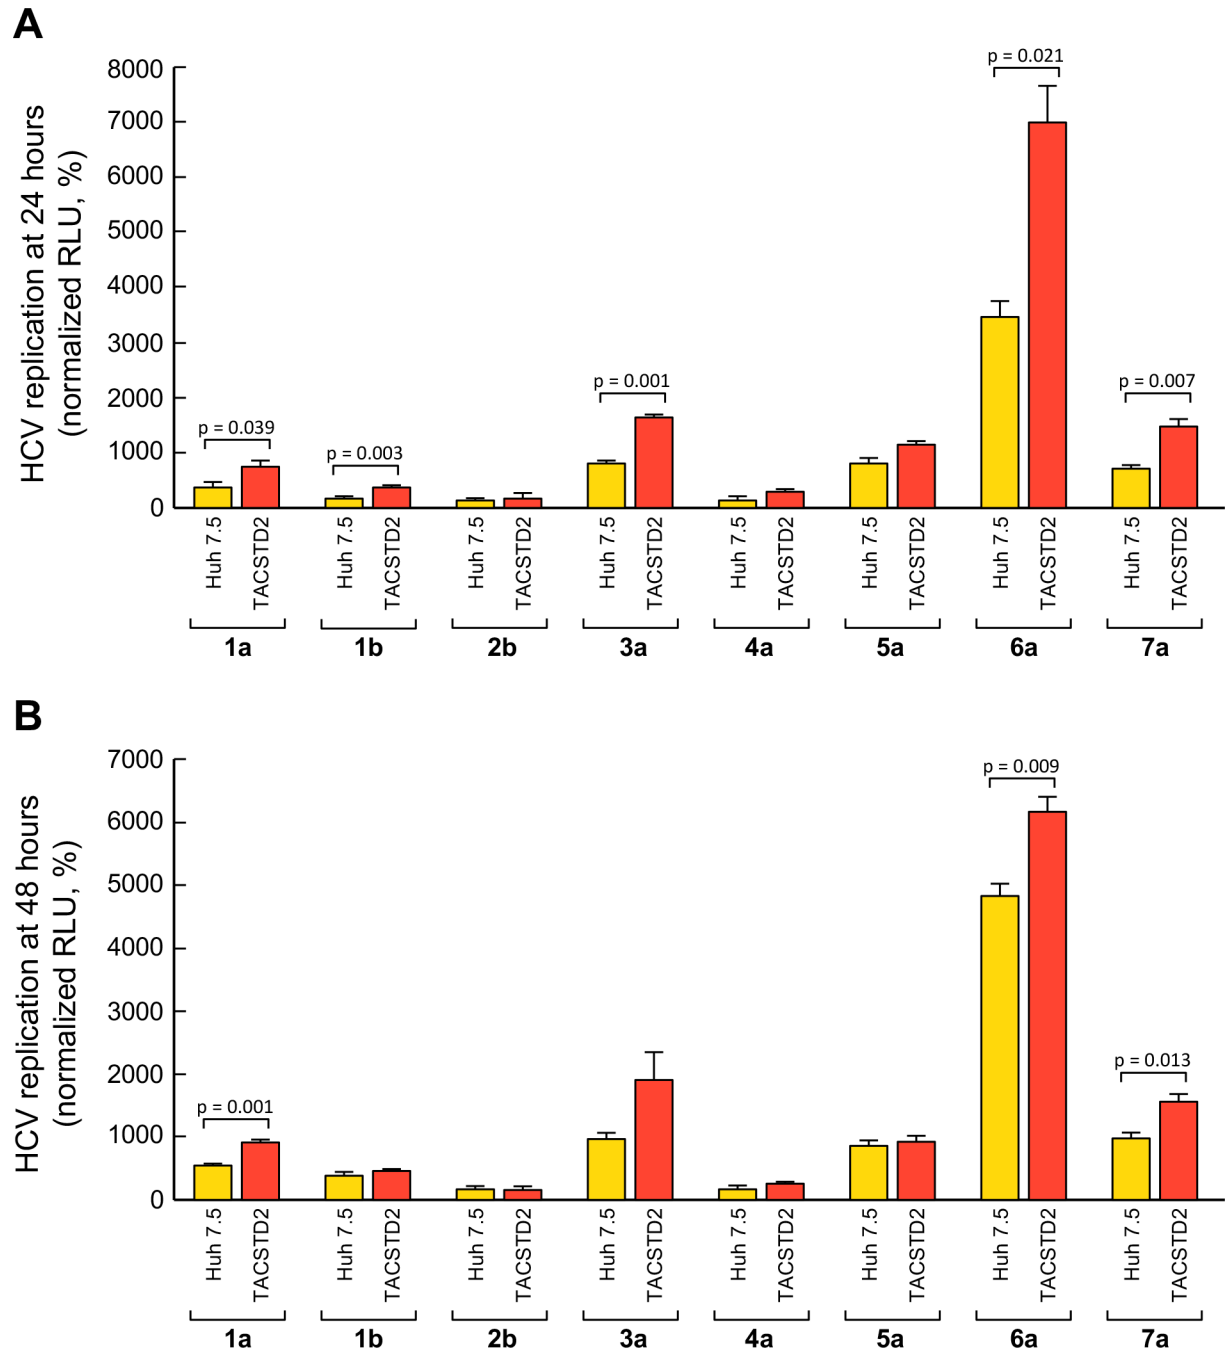 A
HCV replication at 24 hours
(normalized RLU, %)
8000
7000
6000
5000
4000
3000
2000
1000
0
p = 0.039
p = 0.003
p = 0.001
p = 0.021
p = 0.007
Huh 7.5
TACSTD2
Huh 7.5
TACSTD2
Huh 7.5
TACSTD2
Huh 7.5
TACSTD2
Huh 7.5
TACSTD2
Huh 7.5
TACSTD2
Huh 7.5
TACSTD2
Huh 7.5
TACSTD2
1a 1b 2b 3a 4a 5a 6a 7a
B
HCV replication at 48 hours
(normalized RLU, %)
7000
6000
5000
4000
3000
2000
1000
0
p = 0.001
p = 0.009
p = 0.013
Huh 7.5
TACSTD2
Huh 7.5
TACSTD2
Huh 7.5
TACSTD2
Huh 7.5
TACSTD2
Huh 7.5
TACSTD2
Huh 7.5
TACSTD2
Huh 7.5
TACSTD2
Huh 7.5
TACSTD2
1a 1b 2b 3a 4a 5a 6a 7a